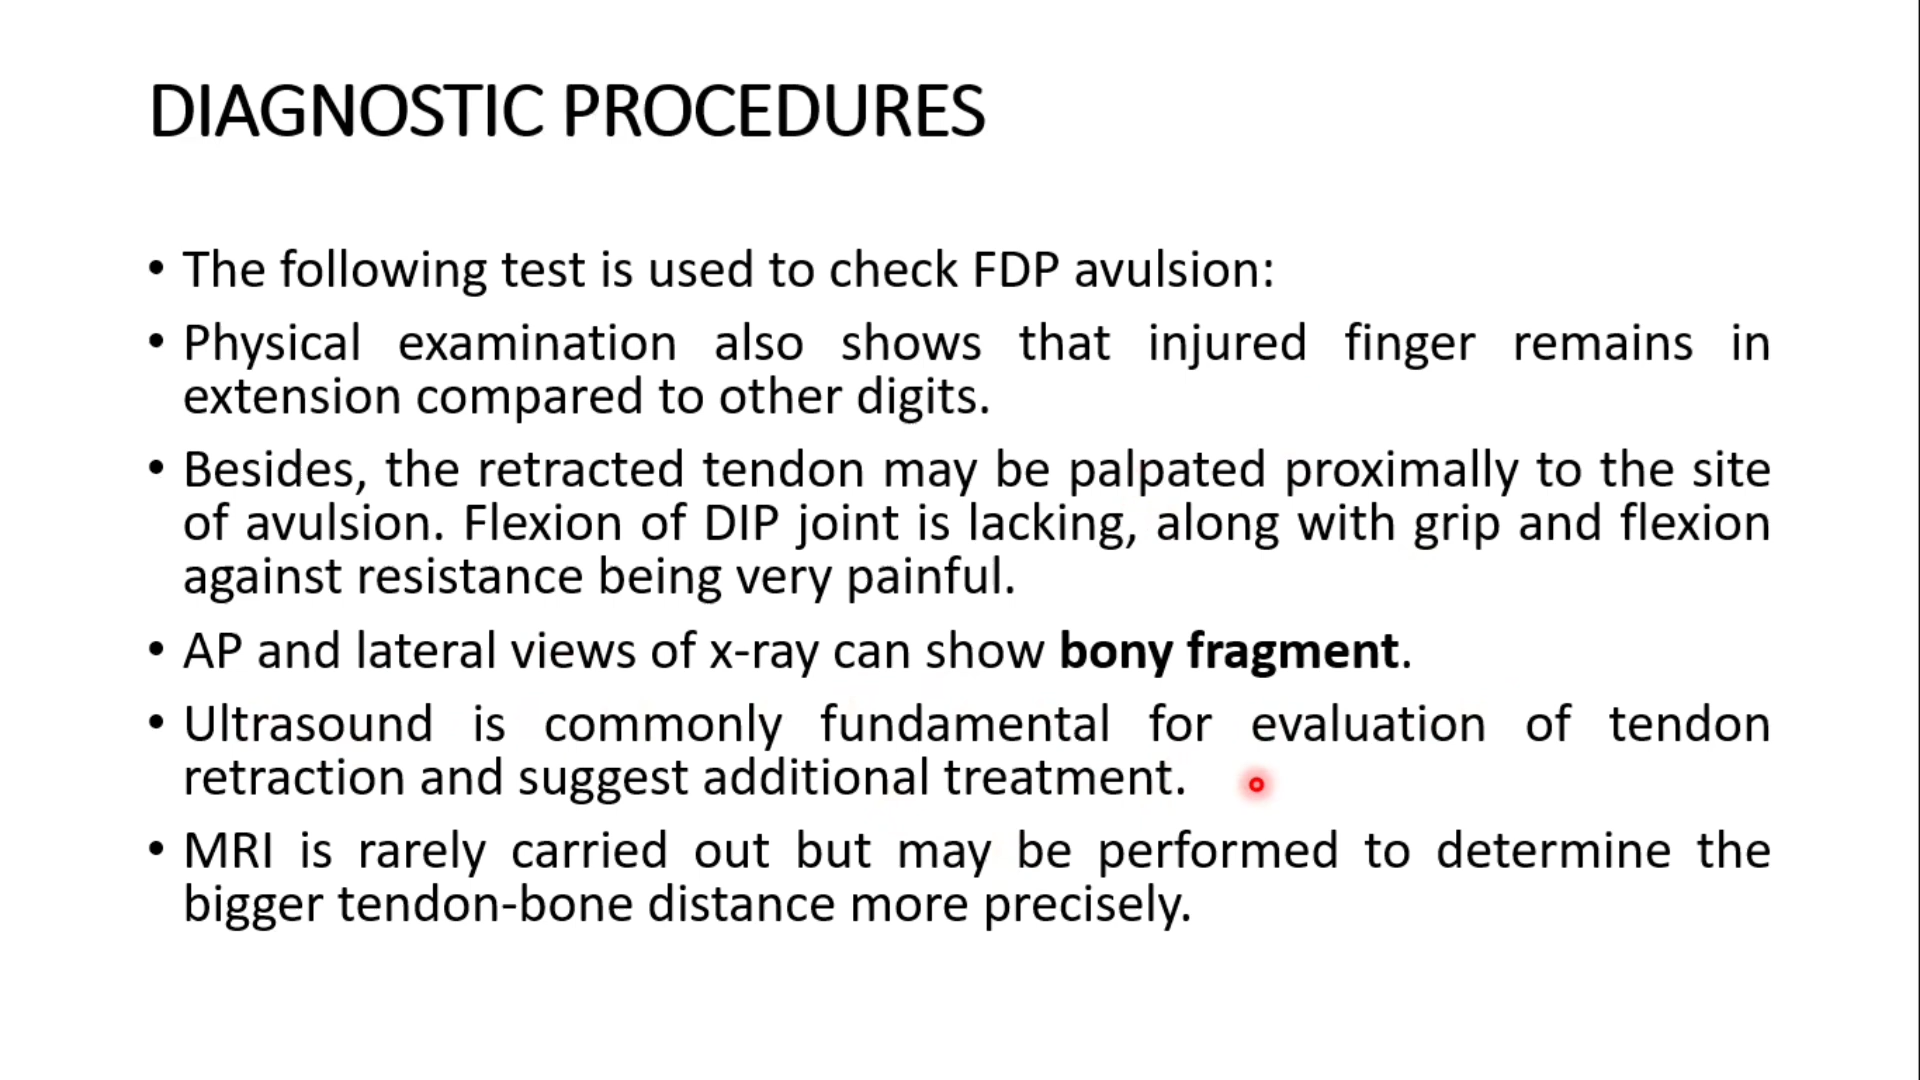 DIAGNOSTIC PROCEDURES
• The following test is used to check FDP avulsion:
• Physical examination also shows that injured finger remains in
extension compared to other digits.
• Besides, the retracted tendon may be palpated proximally to the site
of avulsion. Flexion of DIP joint is lacking, along with grip and flexion
against resistance being very painful.
• AP and lateral views of x-ray can show bony fragment.
• Ultrasound is commonly fundamental for evaluation of tendon
retraction and suggest additional treatment.
• MRI is rarely carried out but may be performed to determine the
bigger tendon-bone distance more precisely.